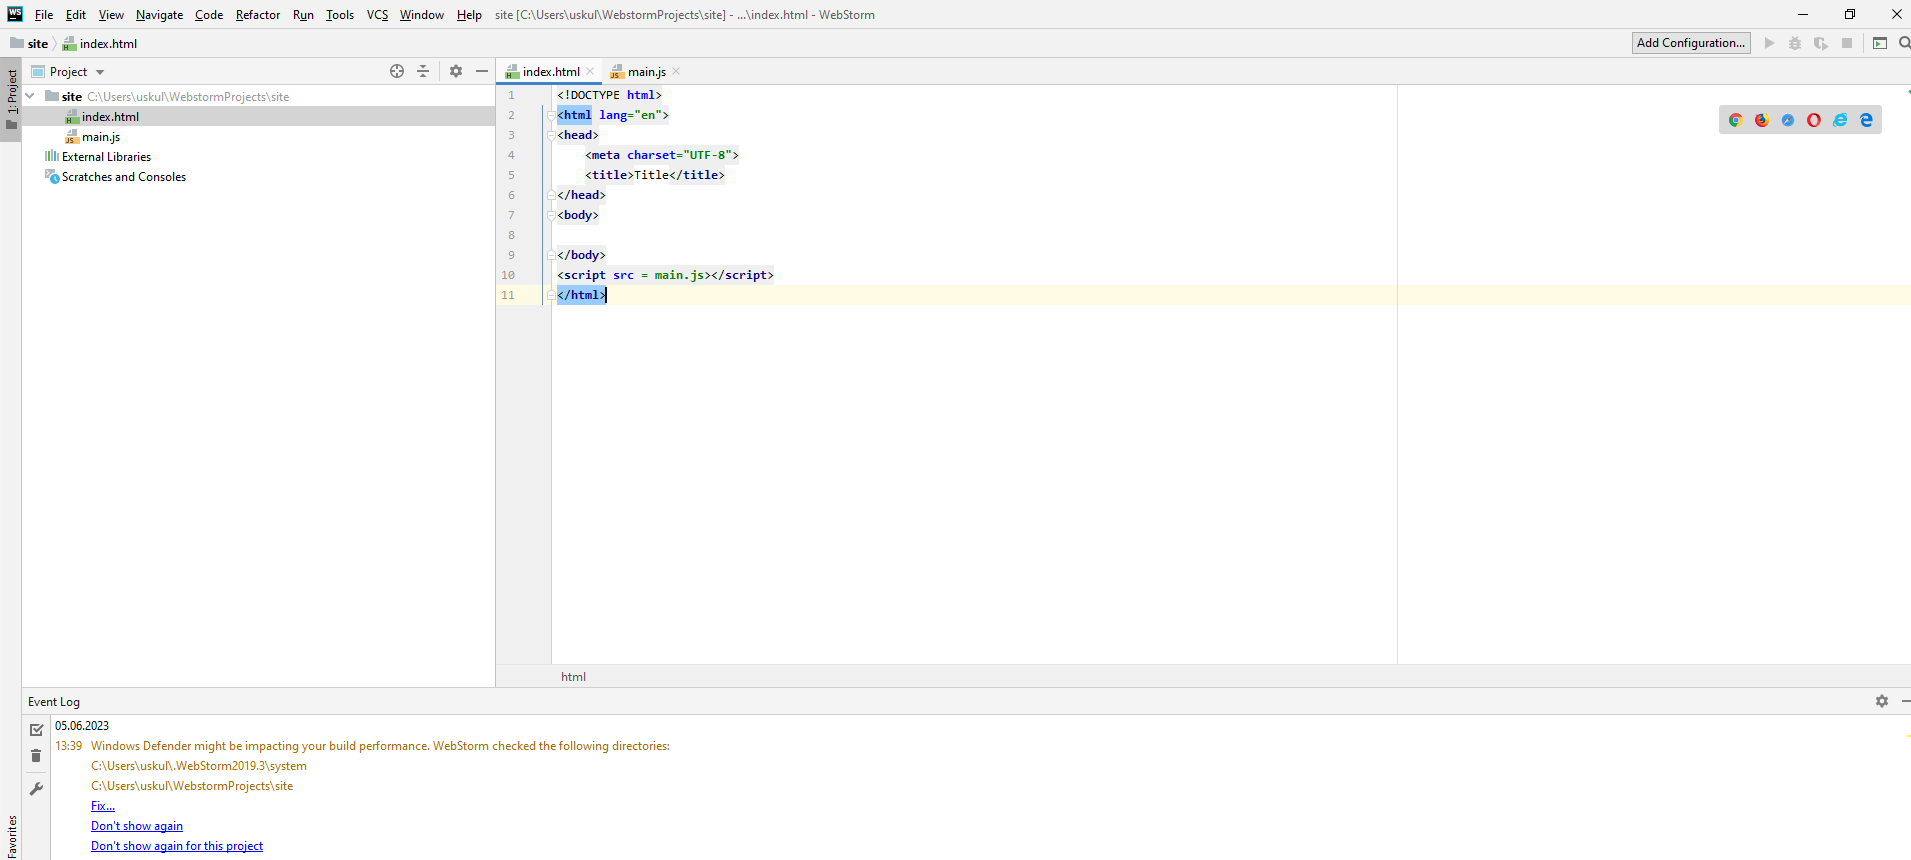 WS File Edit View Navigate Code Refactor Run Tools VCS Window Help site [C:\Users\uskul\WebstormProjects\site] - ...\index.html - WebStorm
site index.html Add Configuration...
1: Project
Project
site C:\Users\uskul\WebstormProjects\site
index.html
main.js
External Libraries
Scratches and Consoles
index.html main.js
1 <!DOCTYPE html>
2 <html lang="en">
3 <head>
4 <meta charset="UTF-8">
5 <title>Title</title>
6 </head>
7 <body>
8
9 </body>
10 <script src = main.js></script>
11 </html>
html
Event Log
05.06.2023
13:39 Windows Defender might be impacting your build performance. WebStorm checked the following directories:
C:\Users\uskul\.WebStorm2019.3\system
C:\Users\uskul\WebstormProjects\site
Fix...
Don't show again
Don't show again for this project
Favorites